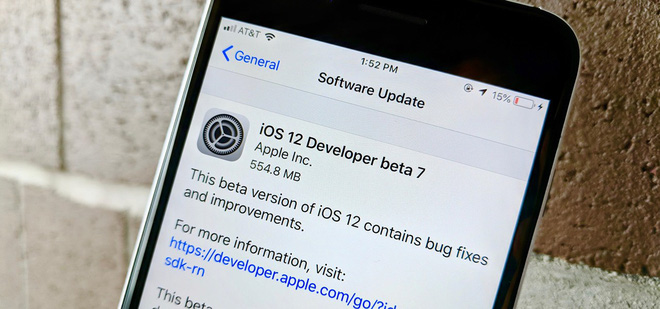 AT&T 1:52 PM 15%
General Software Update
iOS 12 Developer beta 7
Apple Inc.
554.8 MB
This beta version of iOS 12 contains bug fixes
and improvements.
For more information, visit:
https://developer.apple.com/go/?id
sdk-rn
This beta